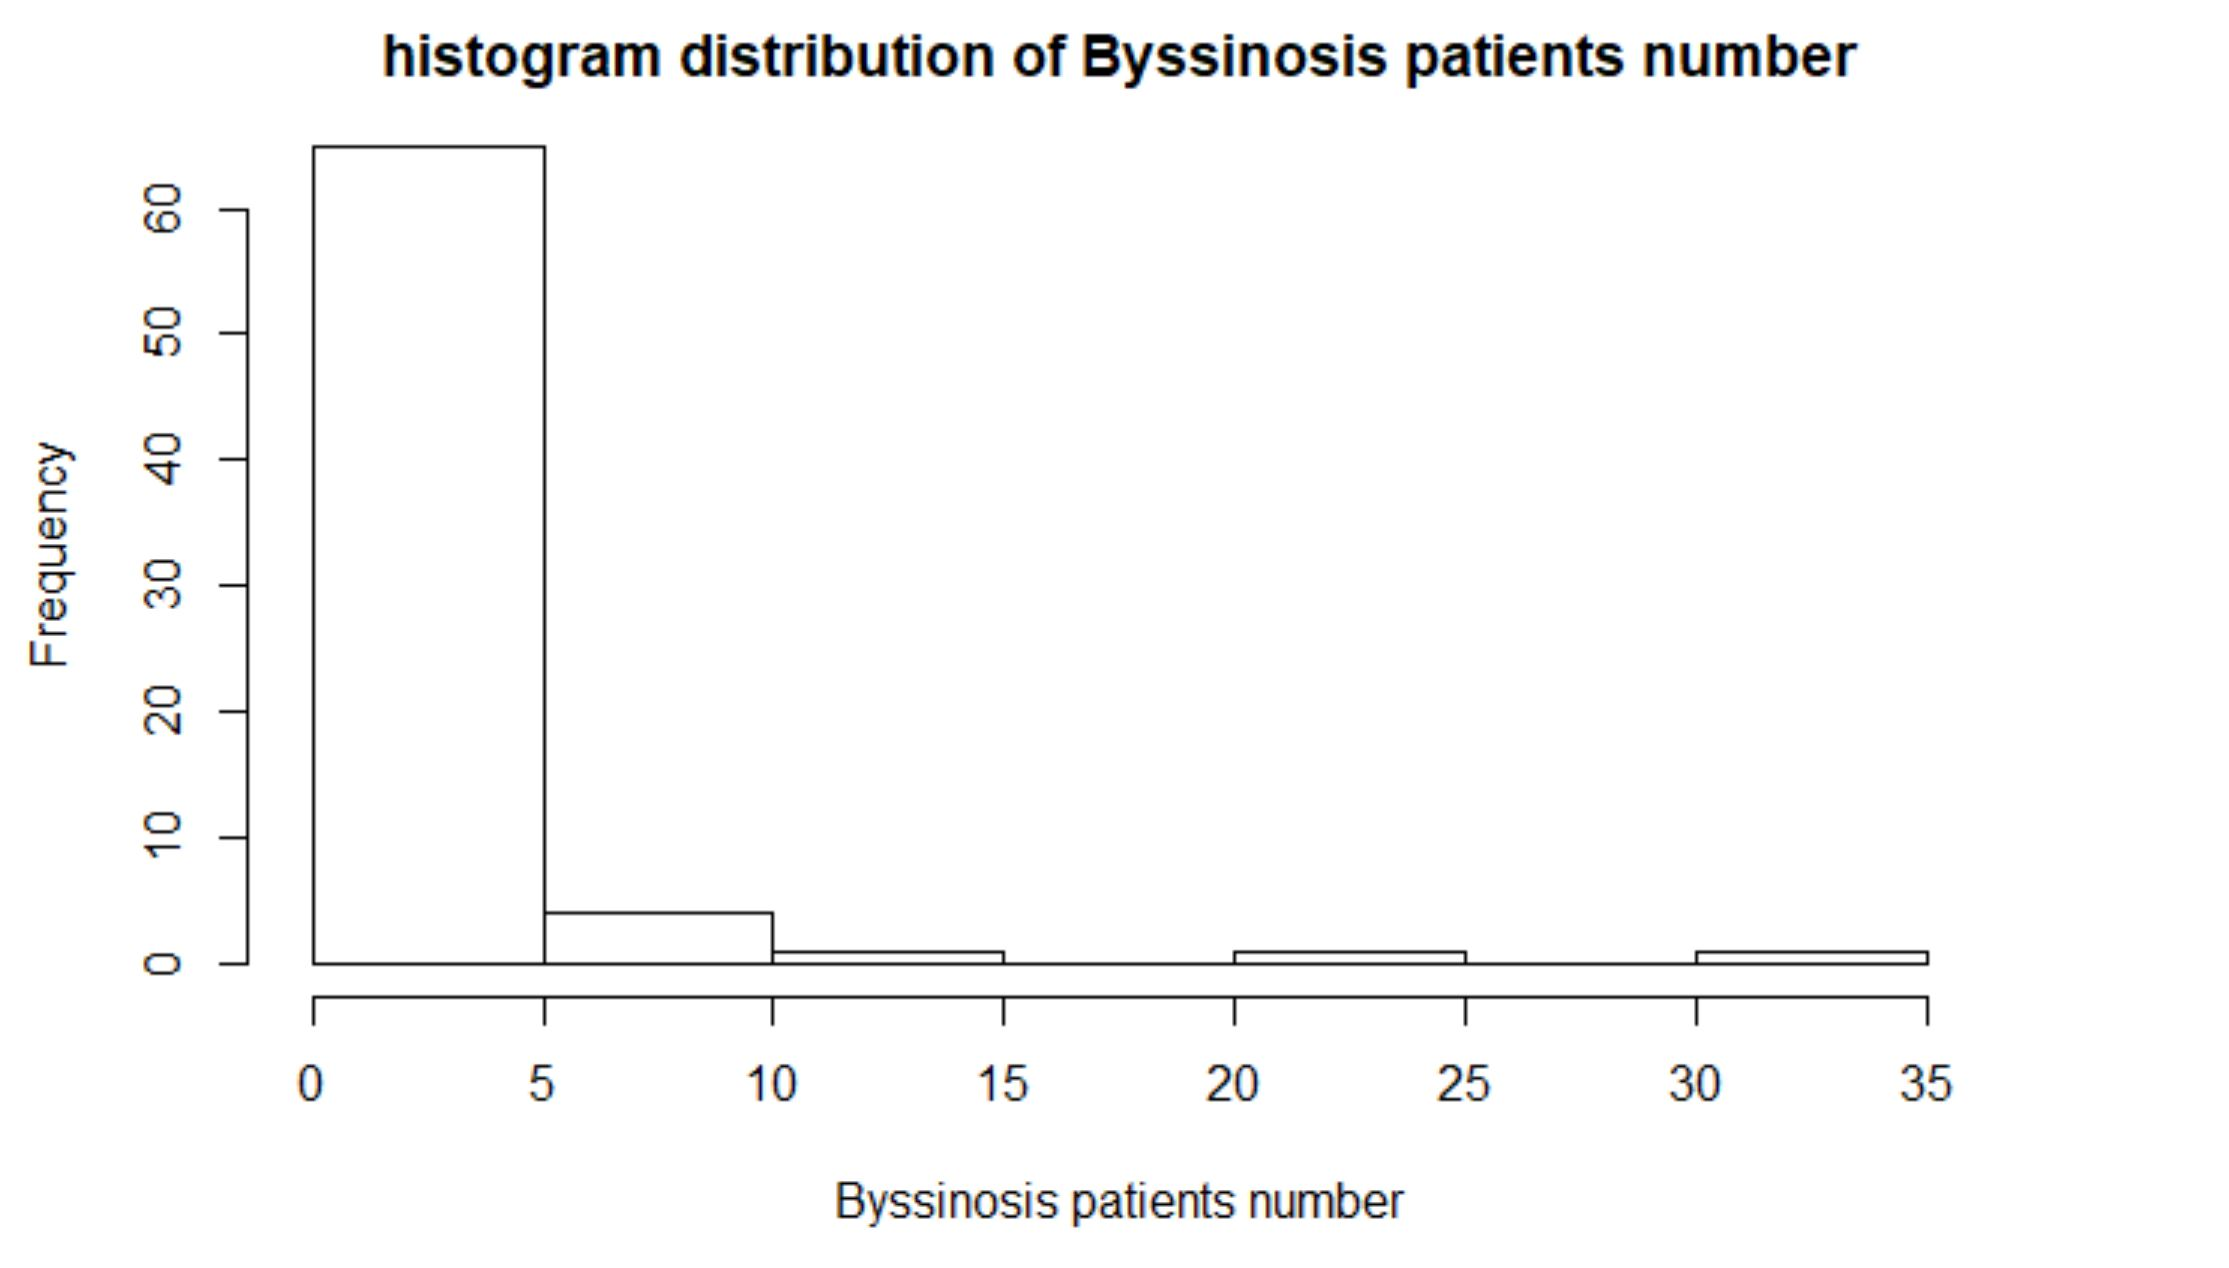 histogram distribution of Byssinosis patients number
Frequency
60
50
40
30
20
10
0
0 5 10 15 20 25 30 35
Byssinosis patients number